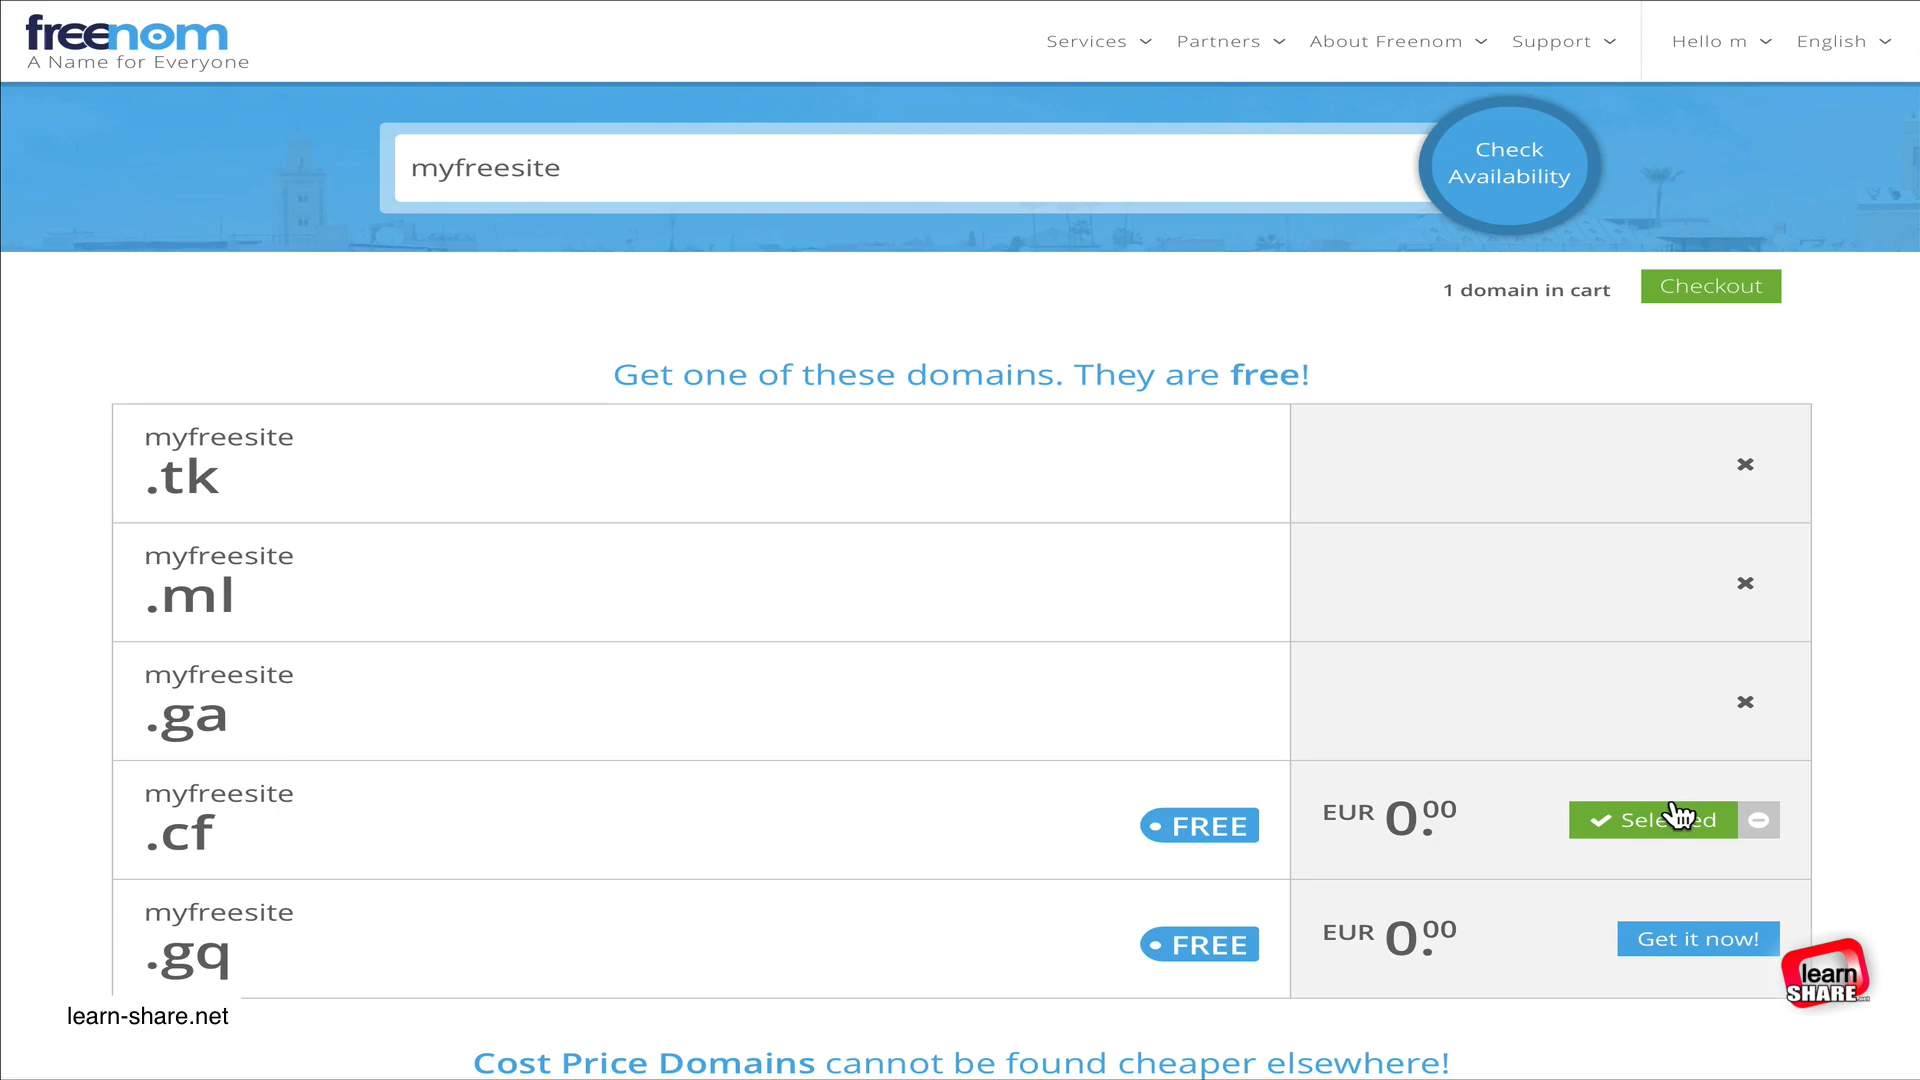 freenom
A Name for Everyone
Services Partners About Freenom Support Hello m English
myfreesite
Check
Availability
1 domain in cart
Checkout
Get one of these domains. They are free!
myfreesite
.tk
myfreesite
.ml
myfreesite
.ga
myfreesite
.cf
FREE
EUR 0.00
Selected
myfreesite
.gq
FREE
EUR 0.00
Get it now!
learn
SHARE.net
learn-share.net
Cost Price Domains cannot be found cheaper elsewhere!